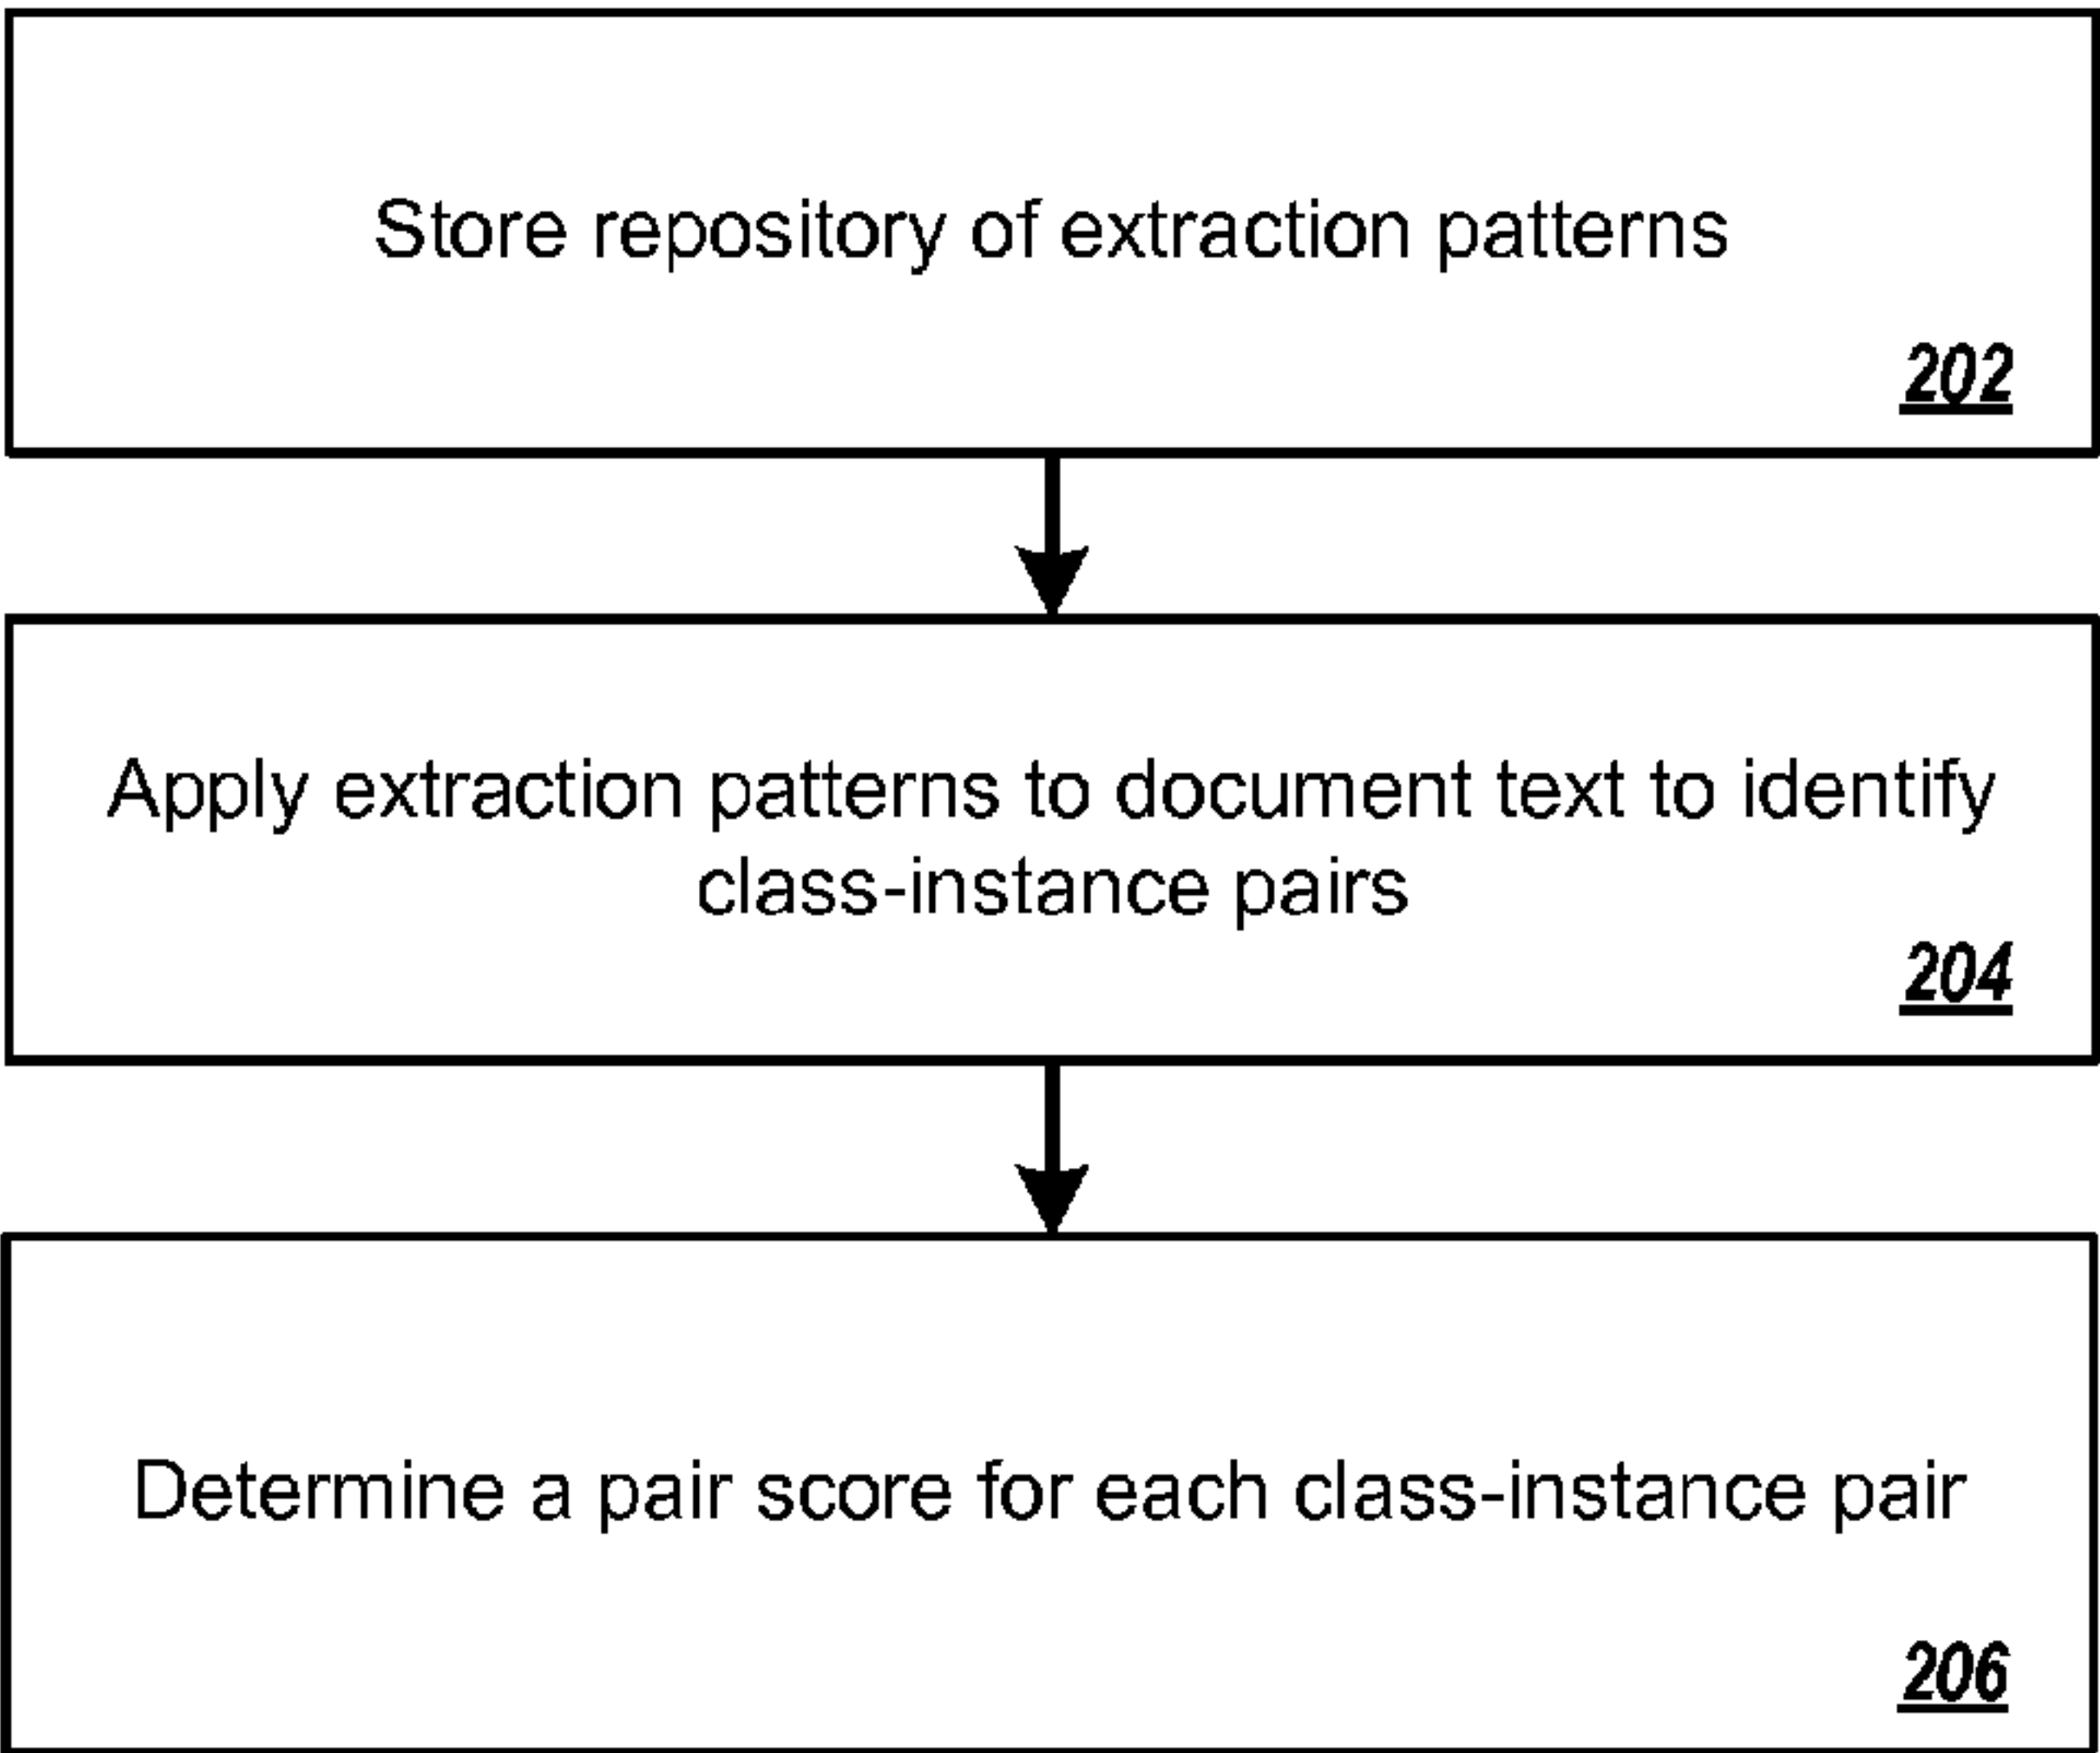 Store repository of extraction patterns
202
Apply extraction patterns to document text to identify
class-instance pairs
204
Determine a pair score for each class-instance pair
206